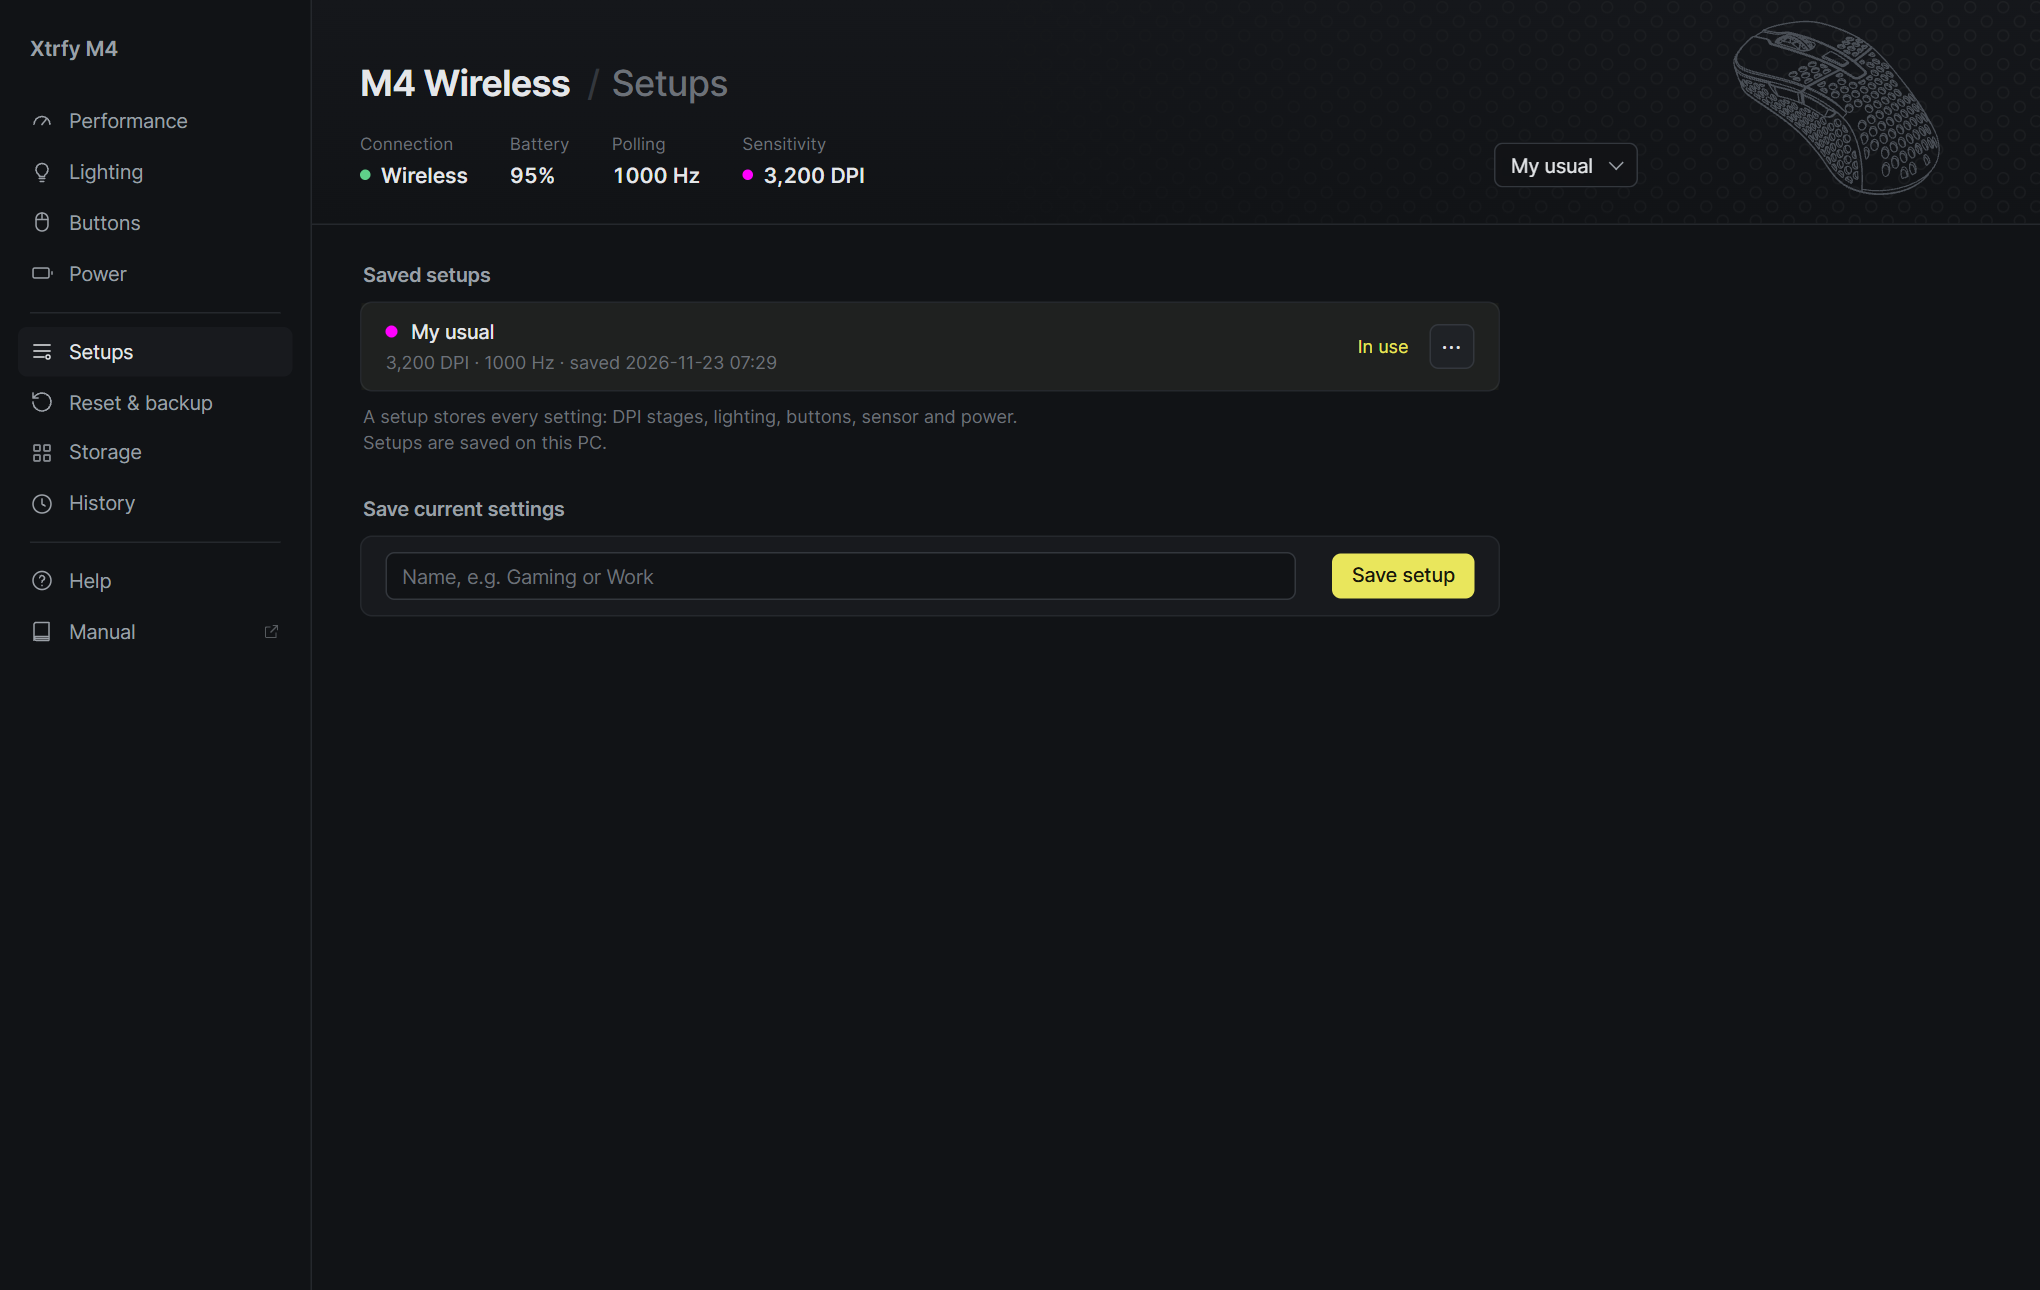 Xtrfy M4
Performance
Lighting
Buttons
Power
Setups
Reset & backup
Storage
History
Help
Manual
M4 Wireless / Setups
Connection
Wireless
Battery
95%
Polling
1000 Hz
Sensitivity
3,200 DPI
My usual
Saved setups
My usual
3,200 DPI · 1000 Hz · saved 2026-11-23 07:29
In use
A setup stores every setting: DPI stages, lighting, buttons, sensor and power.
Setups are saved on this PC.
Save current settings
Name, e.g. Gaming or Work
Save setup